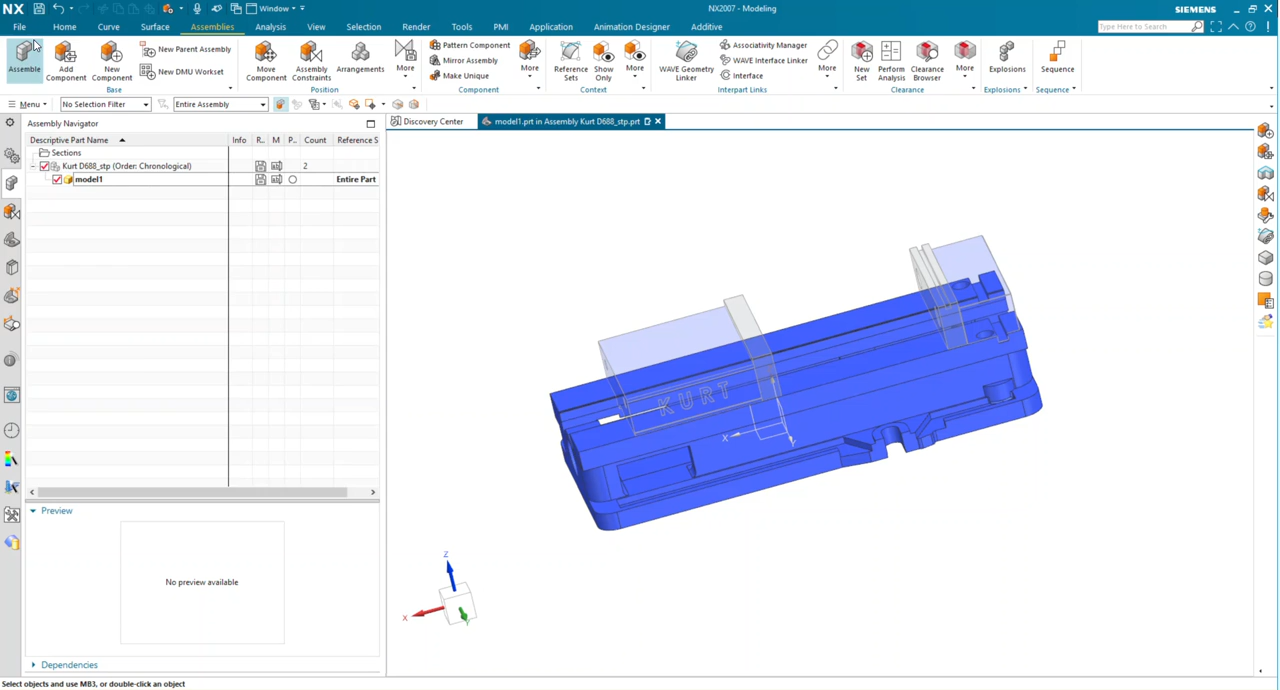 NX
Window
NX2007 - Modeling
SIEMENS
File Home Curve Surface Assemblies Analysis View Selection Render Tools PMI Application Animation Designer Additive
Type Here to Find
Assemble
Add Component
New Component
New Parent Assembly
New DMU Workset
Base
Move Component
Assembly Constraints
Arrangements
More
Position
Pattern Component
Mirror Assembly
Make Unique
More
Component
Reference Sets
Show Only
More
Context
WAVE Geometry Linker
Associativity Manager
WAVE Interface Linker
Interface
More
Interpart Links
New Set
Perform Analysis
Clearance Browser
More
Clearance
Explosions
Explosions
Sequence
Sequence
Menu
No Selection Filter
Entire Assembly
Assembly Navigator
Discovery Center
model1.prt in Assembly Kurt D688_stp.prt
Descriptive Part Name Info R.. M P.. Count Reference S
Sections
Kurt D688_stp (Order: Chronological) 2
model1 Entire Part
KURT
X
Y
Preview
No preview available
Z
X
Y
Dependencies
Select objects and use MB3, or double-click an object